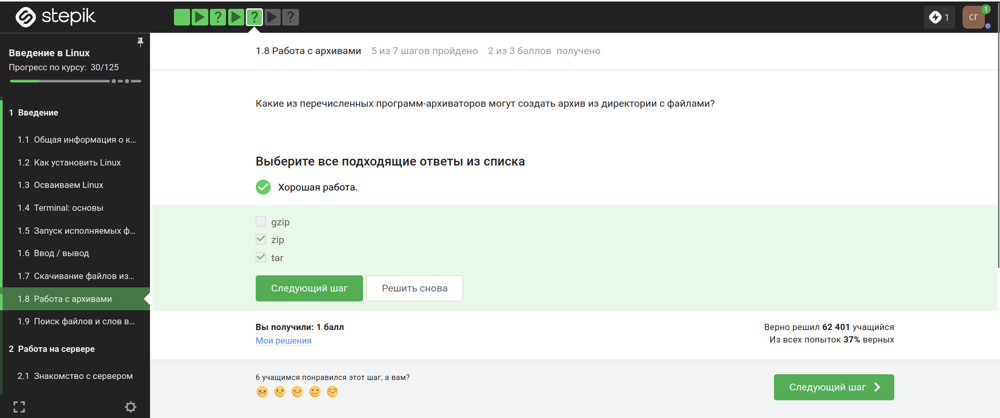 stepik
?
?
?
1
СГ
1
Введение в Linux
Прогресс по курсу: 30/125
1 Введение
1.1 Общая информация о к...
1.2 Как установить Linux
1.3 Осваиваем Linux
1.4 Terminal: основы
1.5 Запуск исполняемых ф...
1.6 Ввод / вывод
1.7 Скачивание файлов из...
1.8 Работа с архивами
1.9 Поиск файлов и слов в...
2 Работа на сервере
2.1 Знакомство с сервером
1.8 Работа с архивами 5 из 7 шагов пройдено 2 из 3 баллов получено
Какие из перечисленных программ-архиваторов могут создать архив из директории с файлами?
Выберите все подходящие ответы из списка
Хорошая работа.
gzip
zip
tar
Следующий шаг
Решить снова
Вы получили: 1 балл
Мои решения
Верно решил 62 401 учащийся
Из всех попыток 37% верных
6 учащимся понравился этот шаг, а вам?
Следующий шаг